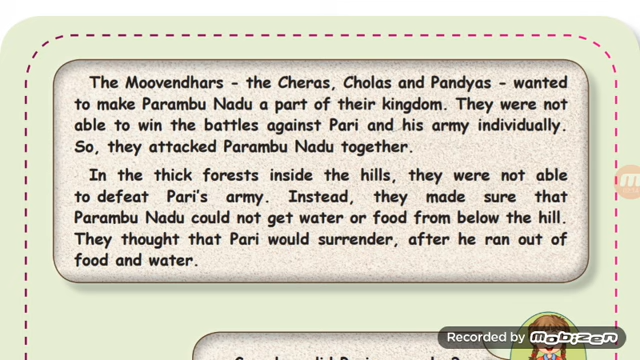 The Moovendhars - the Cheras, Cholas and Pandyas - wanted
to make Parambu Nadu a part of their kingdom. They were not
able to win the battles against Pari and his army individually.
So, they attacked Parambu Nadu together.
In the thick forests inside the hills, they were not able
to defeat Pari's army. Instead, they made sure that
Parambu Nadu could not get water or food from below the hill.
They thought that Pari would surrender, after he ran out of
food and water.
Recorded by mobizen